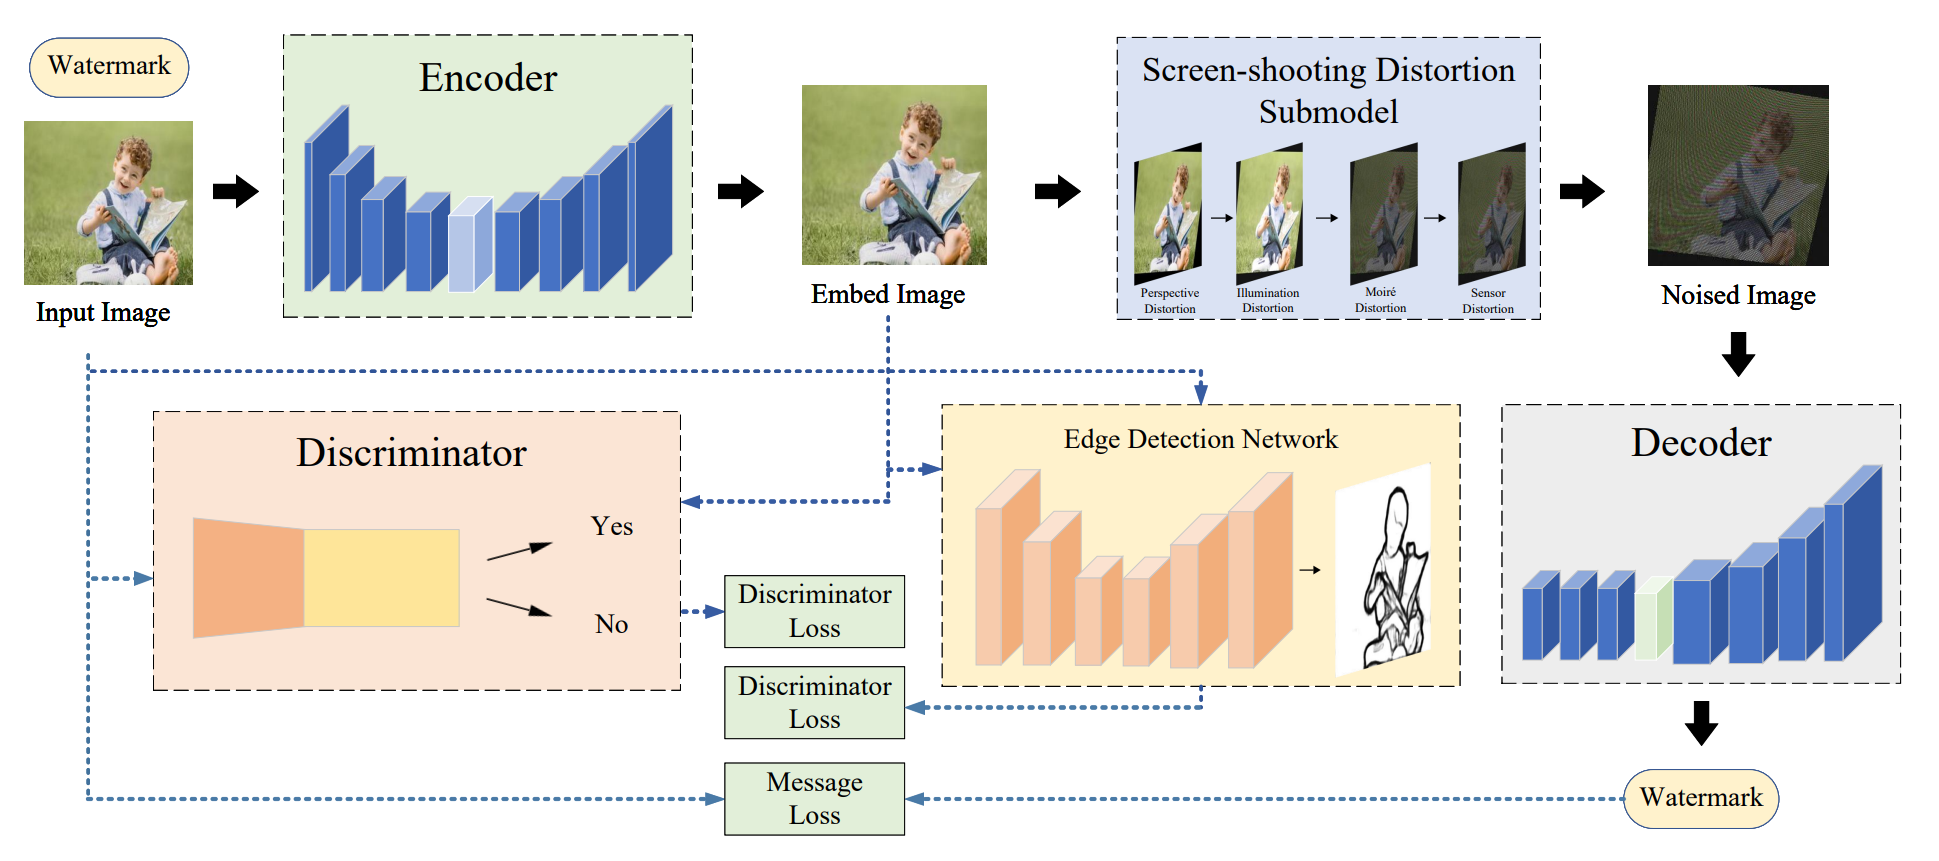 Watermark
Input Image
Encoder
Embed Image
Screen-shooting Distortion
Submodel
Perspective
Distortion
Illumination
Distortion
Moiré
Distortion
Sensor
Distortion
Noised Image
Discriminator
Yes
No
Discriminator
Loss
Discriminator
Loss
Message
Loss
Edge Detection Network
Decoder
Watermark